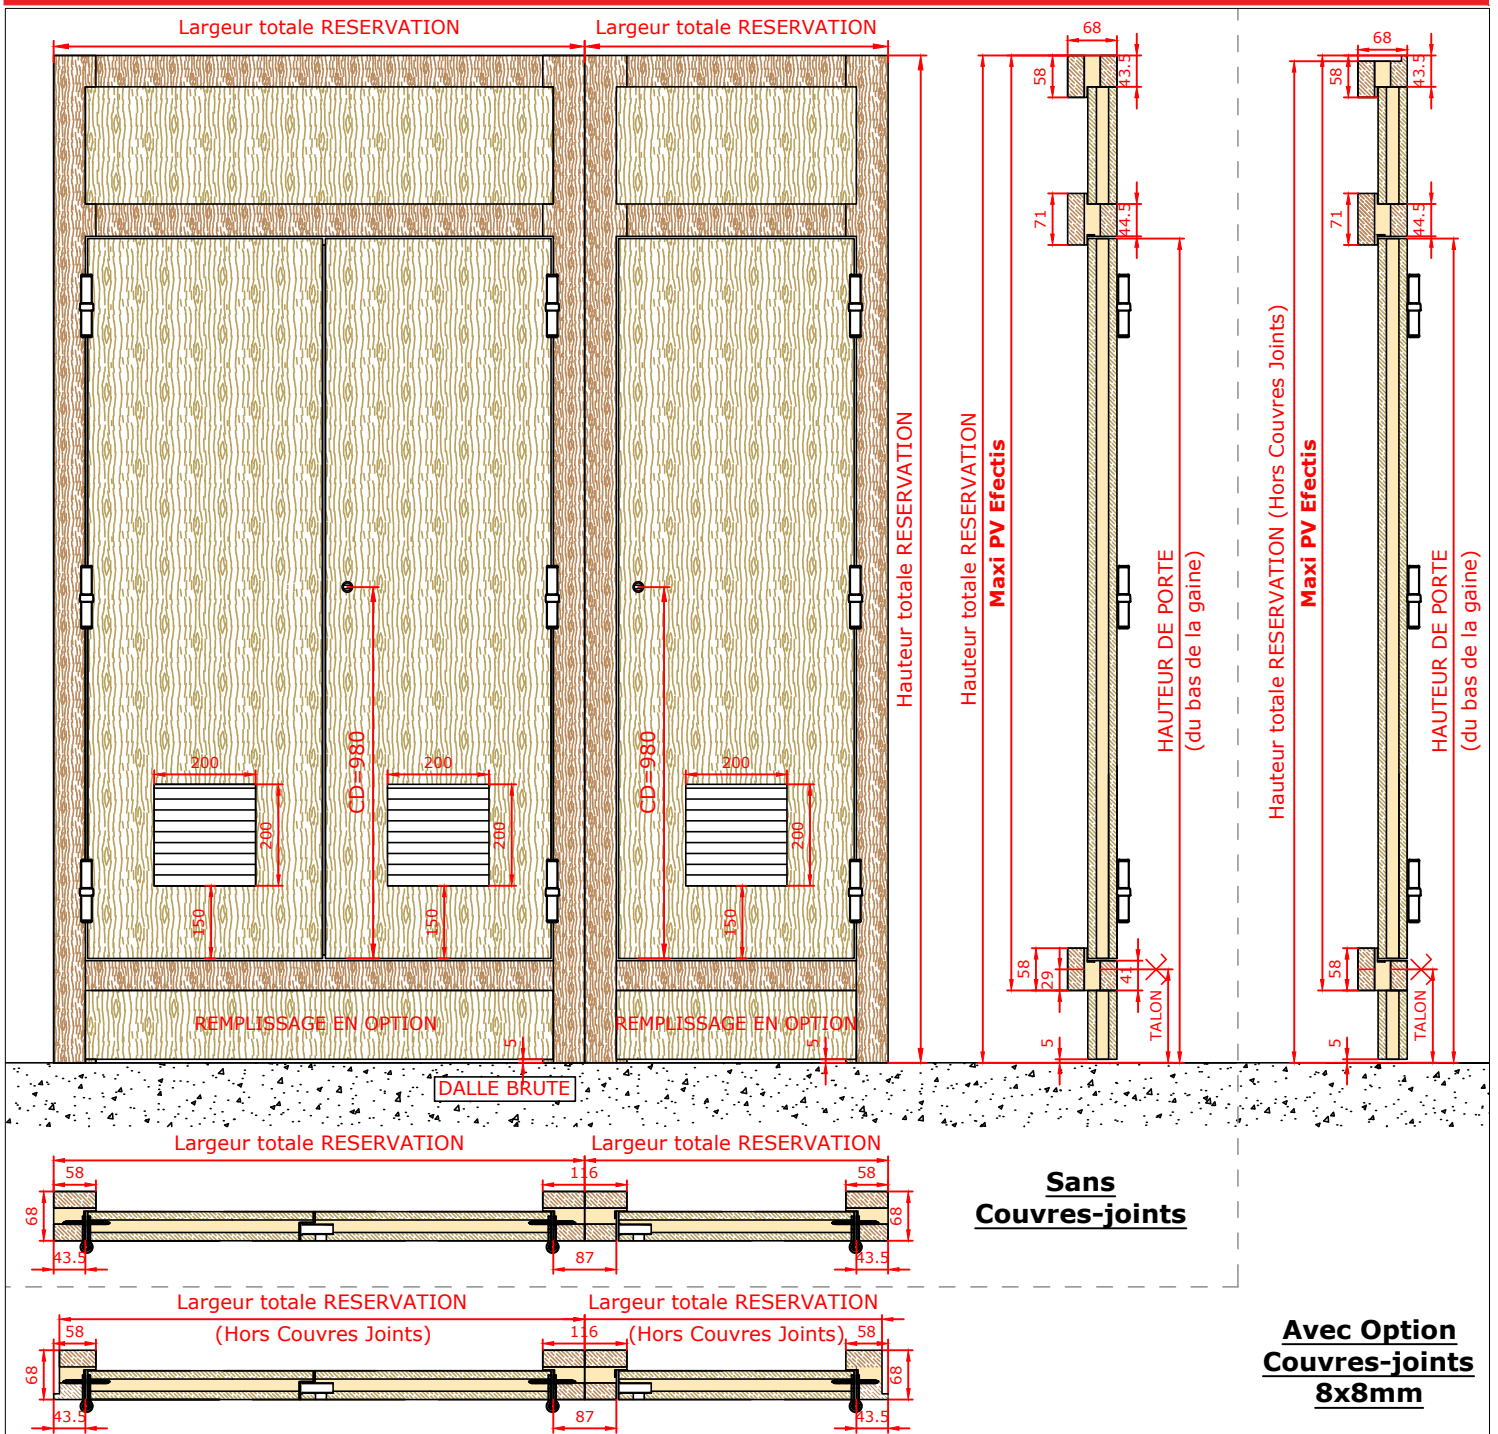 Largeur totale RESERVATION
Largeur totale RESERVATION
68
68
58
43.5
58
43.5
71
44.5
71
44.5
Hauteur totale RESERVATION
Hauteur totale RESERVATION
Maxi PV Efectis
HAUTEUR DE PORTE
(du bas de la gaine)
Hauteur totale RESERVATION (Hors Couvres Joints)
Maxi PV Efectis
HAUTEUR DE PORTE
(du bas de la gaine)
CD=980
CD=980
200
200
200
200
200
200
150
150
150
58
29
41
TALON
58
TALON
REMPLISSAGE EN OPTION
REMPLISSAGE EN OPTION
5
5
5
5
DALLE BRUTE
Largeur totale RESERVATION
Largeur totale RESERVATION
58
116
58
68
68
43.5
87
43.5
Sans
Couvres-joints
Largeur totale RESERVATION
Largeur totale RESERVATION
(Hors Couvres Joints)
(Hors Couvres Joints)
58
116
58
68
68
43.5
87
43.5
Avec Option
Couvres-joints
8x8mm